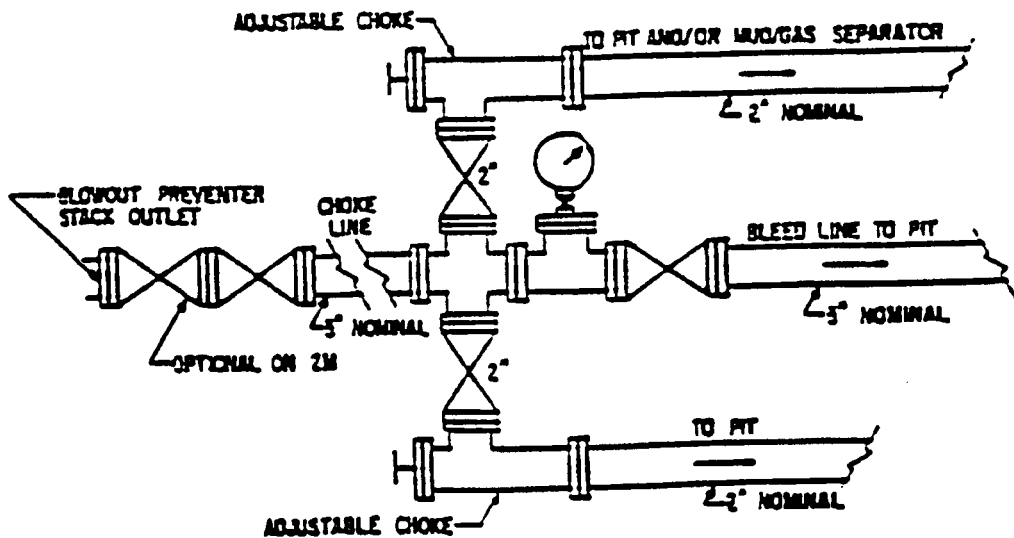 ADJUSTABLE CHOKE
TO PIT AND/OR MUD/GAS SEPARATOR
2" NOMINAL
2"
BLOWOUT PREVENTER
STACK OUTLET
CHOKE
LINE
BLEED LINE TO PIT
3" NOMINAL
3" NOMINAL
OPTIONAL ON 2M
2"
TO PIT
2" NOMINAL
ADJUSTABLE CHOKE